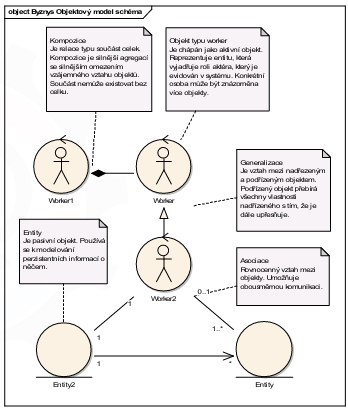 object Byznys Objektový model schéma
Kompozice
Je relace typu součást celek.
Kompozice je silnější agregací
se silnějším omezením
vzájemného vztahu objektů.
Součást nemůže existovat bez
celku.
Objekt typu worker
Je chápán jako aktivní objekt.
Reprezentuje entitu, která
vyjadřuje roli aktéra, který je
evidován v systému. Konkrétní
osoba může být znázorněna
více objekty.
Worker1
Worker
Generalizace
Je vztah mezi nadřezeným
a podřízeným objektem.
Podřízený objekt přebírá
všechny vlastnosti
nadřízeného s tím, že je
dále upřesňuje.
Entity
Je pasivní objekt. Používá
se k modelování
perzistentních informací o
něčem.
Worker2
Asociace
Rovnocenný vztah mezi
objekty. Umožňuje
obousměrnou komunikaci.
1
0..1
1
1..*
1
*
Entity2
Entity